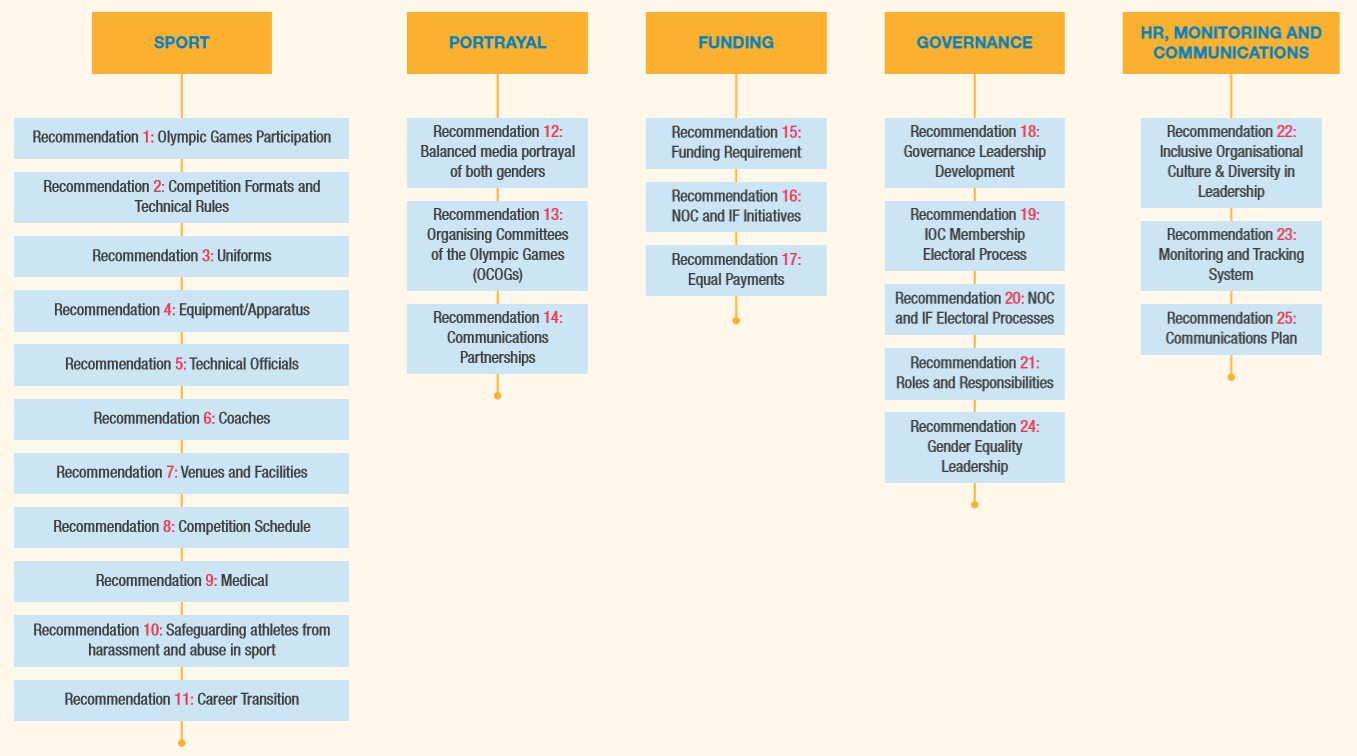 SPORT
Recommendation 1: Olympic Games Participation
Recommendation 2: Competition Formats and
Technical Rules
Recommendation 3: Uniforms
Recommendation 4: Equipment/Apparatus
Recommendation 5: Technical Officials
Recommendation 6: Coaches
Recommendation 7: Venues and Facilities
Recommendation 8: Competition Schedule
Recommendation 9: Medical
Recommendation 10: Safeguarding athletes from
harassment and abuse in sport
Recommendation 11: Career Transition
PORTRAYAL
Recommendation 12:
Balanced media portrayal
of both genders
Recommendation 13:
Organising Committees
of the Olympic Games
(OCOGs)
Recommendation 14:
Communications
Partnerships
FUNDING
Recommendation 15:
Funding Requirement
Recommendation 16:
NOC and IF Initiatives
Recommendation 17:
Equal Payments
GOVERNANCE
Recommendation 18:
Governance Leadership
Development
Recommendation 19:
IOC Membership
Electoral Process
Recommendation 20: NOC
and IF Electoral Processes
Recommendation 21:
Roles and Responsibilities
Recommendation 24:
Gender Equality
Leadership
HR, MONITORING AND
COMMUNICATIONS
Recommendation 22:
Inclusive Organisational
Culture & Diversity in
Leadership
Recommendation 23:
Monitoring and Tracking
System
Recommendation 25:
Communications Plan